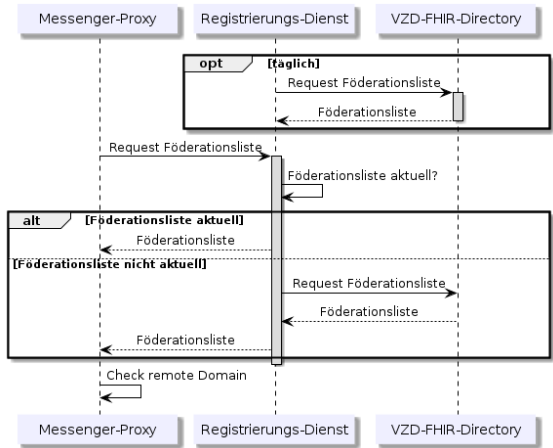 Messenger-Proxy Registrierungs-Dienst VZD-FHIR-Directory
opt [täglich]
Request Föderationsliste
Föderationsliste
Request Föderationsliste
Föderationsliste aktuell?
alt [Föderationsliste aktuell]
Föderationsliste
[Föderationsliste nicht aktuell]
Request Föderationsliste
Föderationsliste
Föderationsliste
Check remote Domain
Messenger-Proxy Registrierungs-Dienst VZD-FHIR-Directory